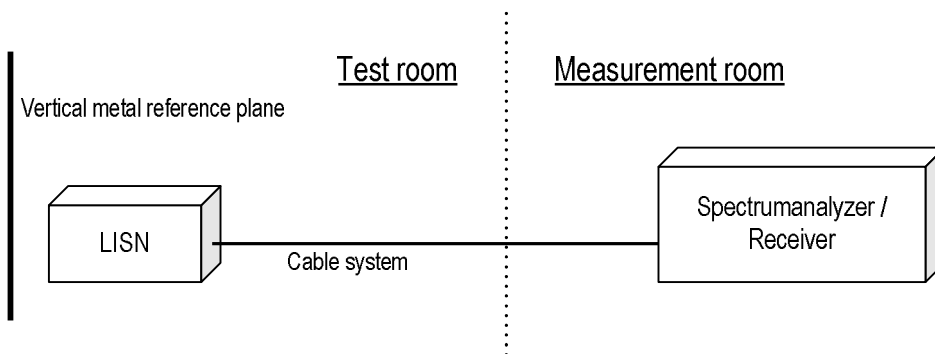 Test room
Measurement room
Vertical metal reference plane
LISN
Cable system
Spectrumanalyzer /
Receiver